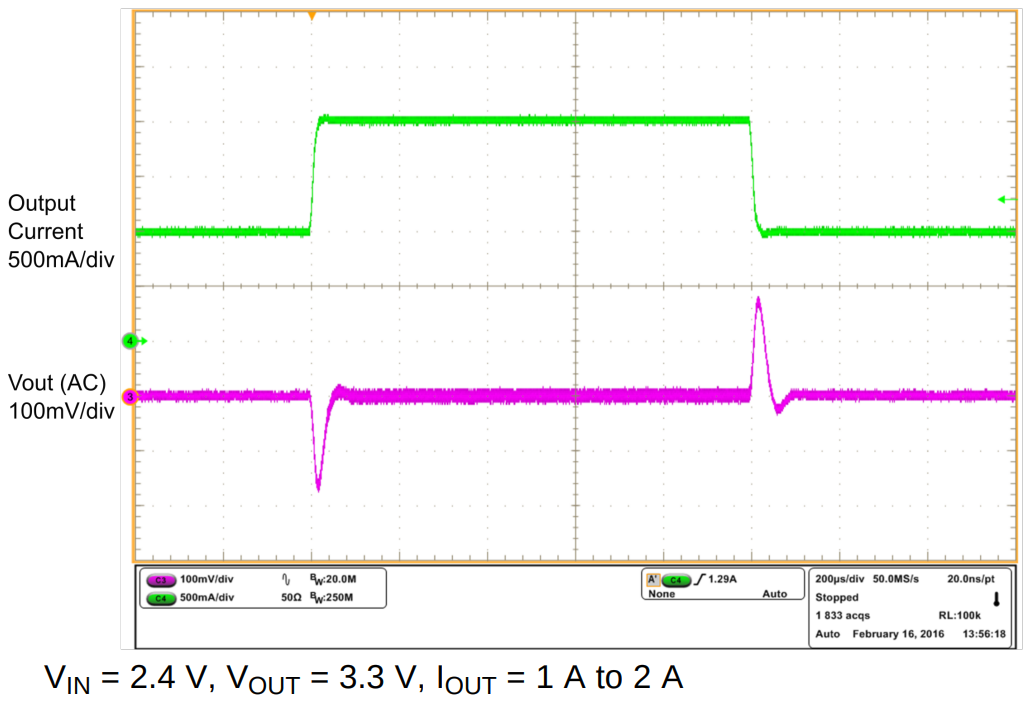 Output
Current
500mA/div
4
Vout (AC)
100mV/div
3
C3 100mV/div BW:20.0M
C4 500mA/div 50Ω BW:250M
A' C4 1.29A
None Auto
200µs/div 50.0MS/s 20.0ns/pt
Stopped
1 833 acqs RL:100k
Auto February 16, 2016 13:56:18
VIN = 2.4 V, VOUT = 3.3 V, IOUT = 1 A to 2 A